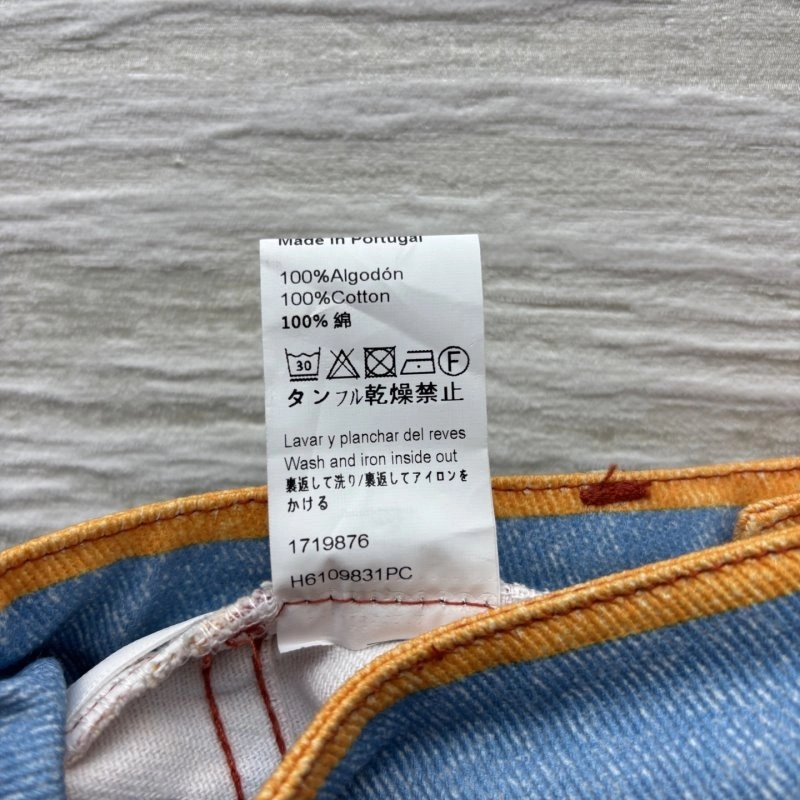 Made in Portugal
100%Algodón
100%Cotton
100% 綿
30 F
タンブル乾燥禁止
Lavar y planchar del reves
Wash and iron inside out
裏返して洗り/裏返してアイロンを
かける
1719876
H6109831PC